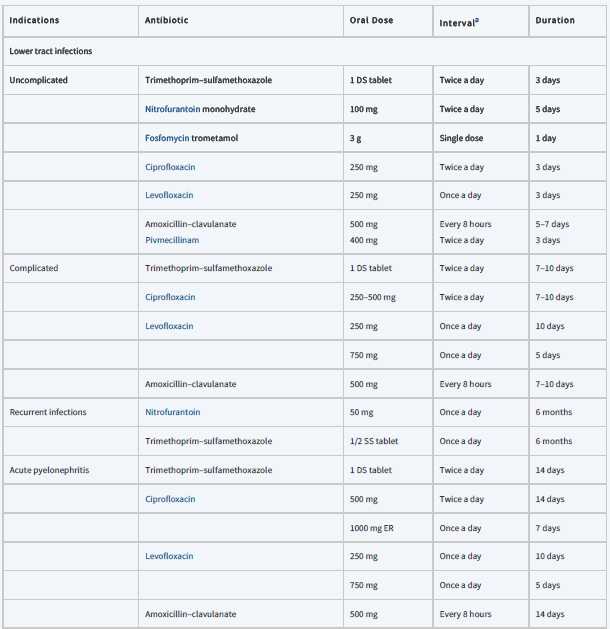 Indications Antibiotic Oral Dose Intervalᵃ Duration
Lower tract infections
Uncomplicated Trimethoprim–sulfamethoxazole 1 DS tablet Twice a day 3 days
Nitrofurantoin monohydrate 100 mg Twice a day 5 days
Fosfomycin trometamol 3 g Single dose 1 day
Ciprofloxacin 250 mg Twice a day 3 days
Levofloxacin 250 mg Once a day 3 days
Amoxicillin–clavulanate 500 mg Every 8 hours 5–7 days
Pivmecillinam 400 mg Twice a day 3 days
Complicated Trimethoprim–sulfamethoxazole 1 DS tablet Twice a day 7–10 days
Ciprofloxacin 250–500 mg Twice a day 7–10 days
Levofloxacin 250 mg Once a day 10 days
750 mg Once a day 5 days
Amoxicillin–clavulanate 500 mg Every 8 hours 7–10 days
Recurrent infections Nitrofurantoin 50 mg Once a day 6 months
Trimethoprim–sulfamethoxazole 1/2 SS tablet Once a day 6 months
Acute pyelonephritis Trimethoprim–sulfamethoxazole 1 DS tablet Twice a day 14 days
Ciprofloxacin 500 mg Twice a day 14 days
1000 mg ER Once a day 7 days
Levofloxacin 250 mg Once a day 10 days
750 mg Once a day 5 days
Amoxicillin–clavulanate 500 mg Every 8 hours 14 days